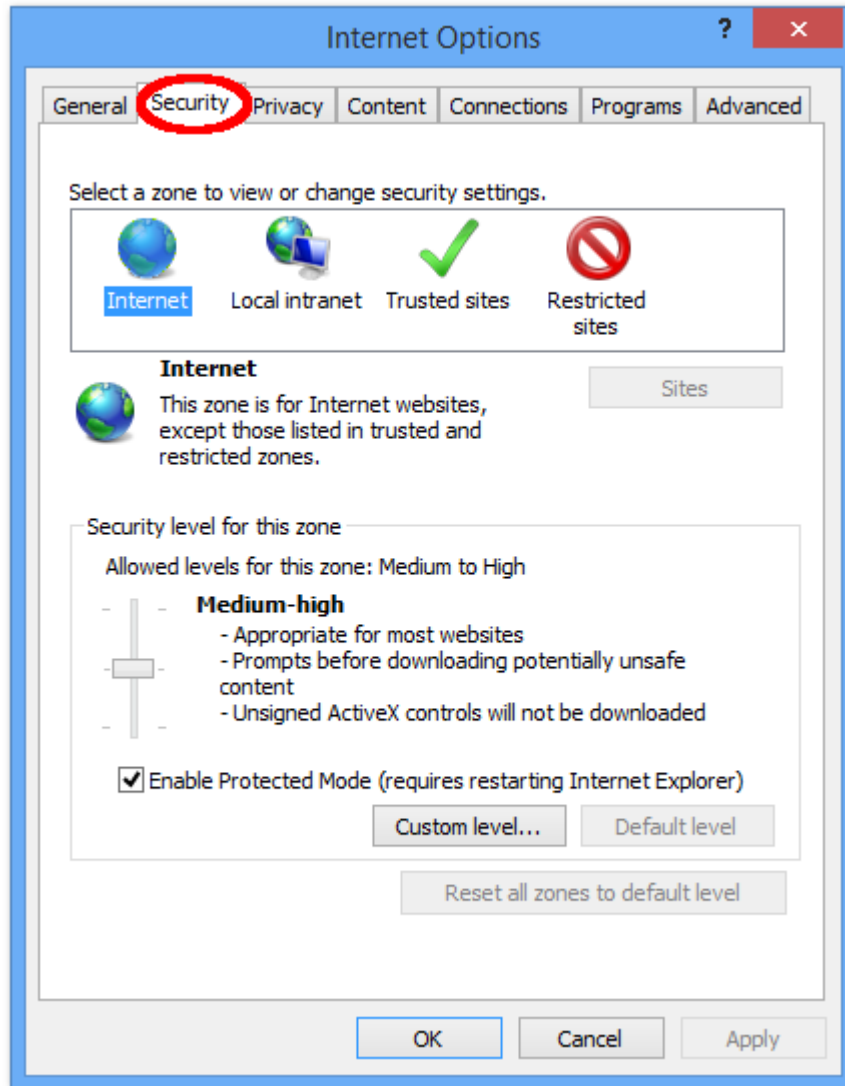 Internet Options
?
General Security Privacy Content Connections Programs Advanced
Select a zone to view or change security settings.
Internet Local intranet Trusted sites Restricted
sites
Internet
Sites
This zone is for Internet websites,
except those listed in trusted and
restricted zones.
Security level for this zone
Allowed levels for this zone: Medium to High
Medium-high
- Appropriate for most websites
- Prompts before downloading potentially unsafe
content
- Unsigned ActiveX controls will not be downloaded
Enable Protected Mode (requires restarting Internet Explorer)
Custom level... Default level
Reset all zones to default level
OK Cancel Apply